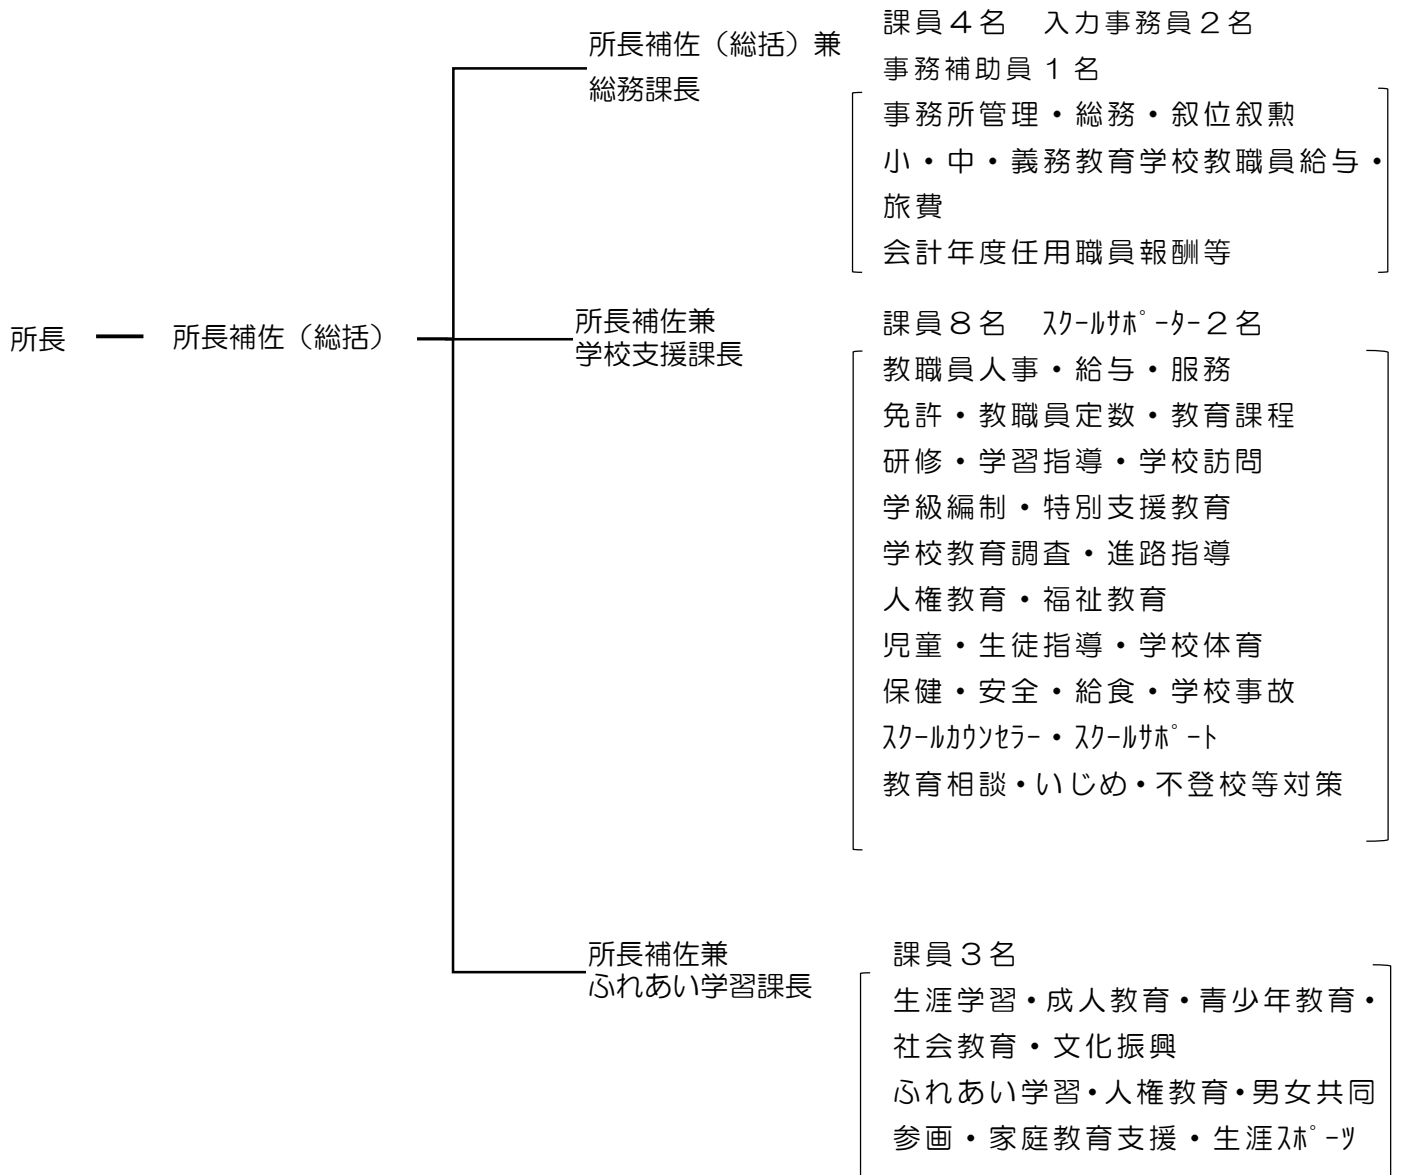 所長
所長補佐（総括）
所長補佐（総括）兼
総務課長
課員４名　入力事務員２名
事務補助員１名
事務所管理・総務・叙位叙勲
小・中・義務教育学校教職員給与・
旅費
会計年度任用職員報酬等
所長補佐兼
学校支援課長
課員８名　ｽｸｰﾙｻﾎﾟｰﾀｰ２名
教職員人事・給与・服務
免許・教職員定数・教育課程
研修・学習指導・学校訪問
学級編制・特別支援教育
学校教育調査・進路指導
人権教育・福祉教育
児童・生徒指導・学校体育
保健・安全・給食・学校事故
ｽｸｰﾙｶｳﾝｾﾗｰ・ｽｸｰﾙｻﾎﾟｰﾄ
教育相談・いじめ・不登校等対策
所長補佐兼
ふれあい学習課長
課員３名
生涯学習・成人教育・青少年教育・
社会教育・文化振興
ふれあい学習・人権教育・男女共同
参画・家庭教育支援・生涯ｽﾎﾟｰﾂ